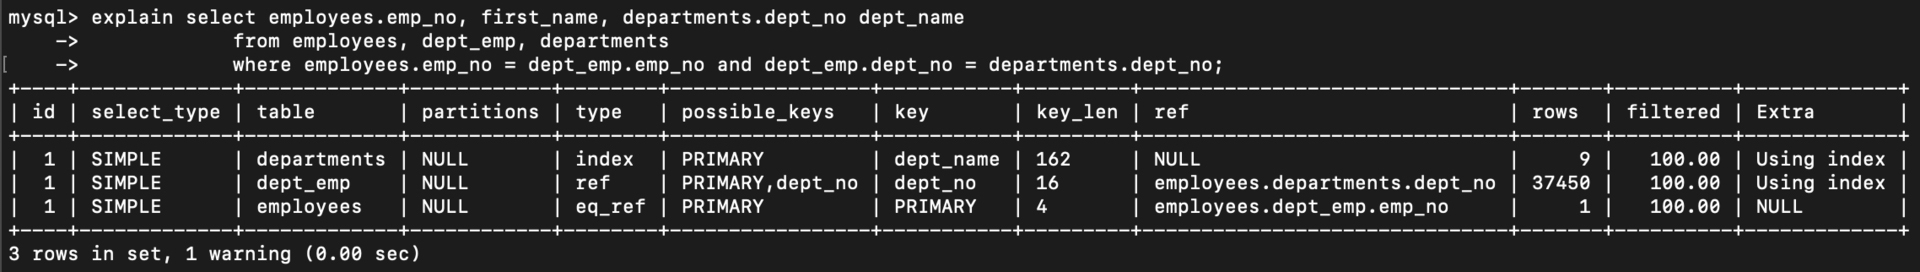 mysql> explain select employees.emp_no, first_name, departments.dept_no dept_name
    ->             from employees, dept_emp, departments
[   ->             where employees.emp_no = dept_emp.emp_no and dept_emp.dept_no = departments.dept_no;
+----+-------------+-------------+------------+--------+-----------------+-----------+---------+-------------------------------+-------+----------+-------------+
| id | select_type | table       | partitions | type   | possible_keys   | key       | key_len | ref                           | rows  | filtered | Extra       |
+----+-------------+-------------+------------+--------+-----------------+-----------+---------+-------------------------------+-------+----------+-------------+
|  1 | SIMPLE      | departments | NULL       | index  | PRIMARY         | dept_name | 162     | NULL                          |     9 |   100.00 | Using index |
|  1 | SIMPLE      | dept_emp    | NULL       | ref    | PRIMARY,dept_no | dept_no   | 16      | employees.departments.dept_no | 37450 |   100.00 | Using index |
|  1 | SIMPLE      | employees   | NULL       | eq_ref | PRIMARY         | PRIMARY   | 4       | employees.dept_emp.emp_no     |     1 |   100.00 | NULL        |
+----+-------------+-------------+------------+--------+-----------------+-----------+---------+-------------------------------+-------+----------+-------------+
3 rows in set, 1 warning (0.00 sec)